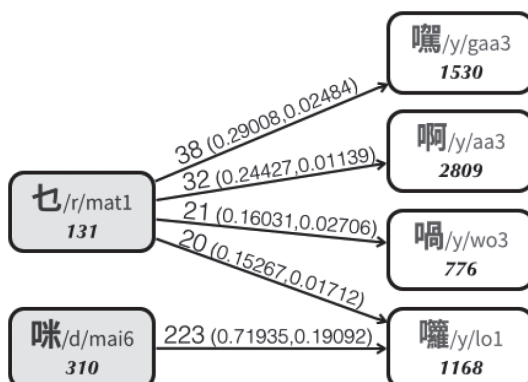 嚡/y/gaa3
1530
38 (0.29008,0.02484)
啊/y/aa3
2809
32 (0.24427,0.01139)
乜/r/mat1
131
21 (0.16031,0.02706)
喎/y/wo3
776
20 (0.15267,0.01712)
咪/d/mai6
310
223 (0.71935,0.19092)
囉/y/lo1
1168